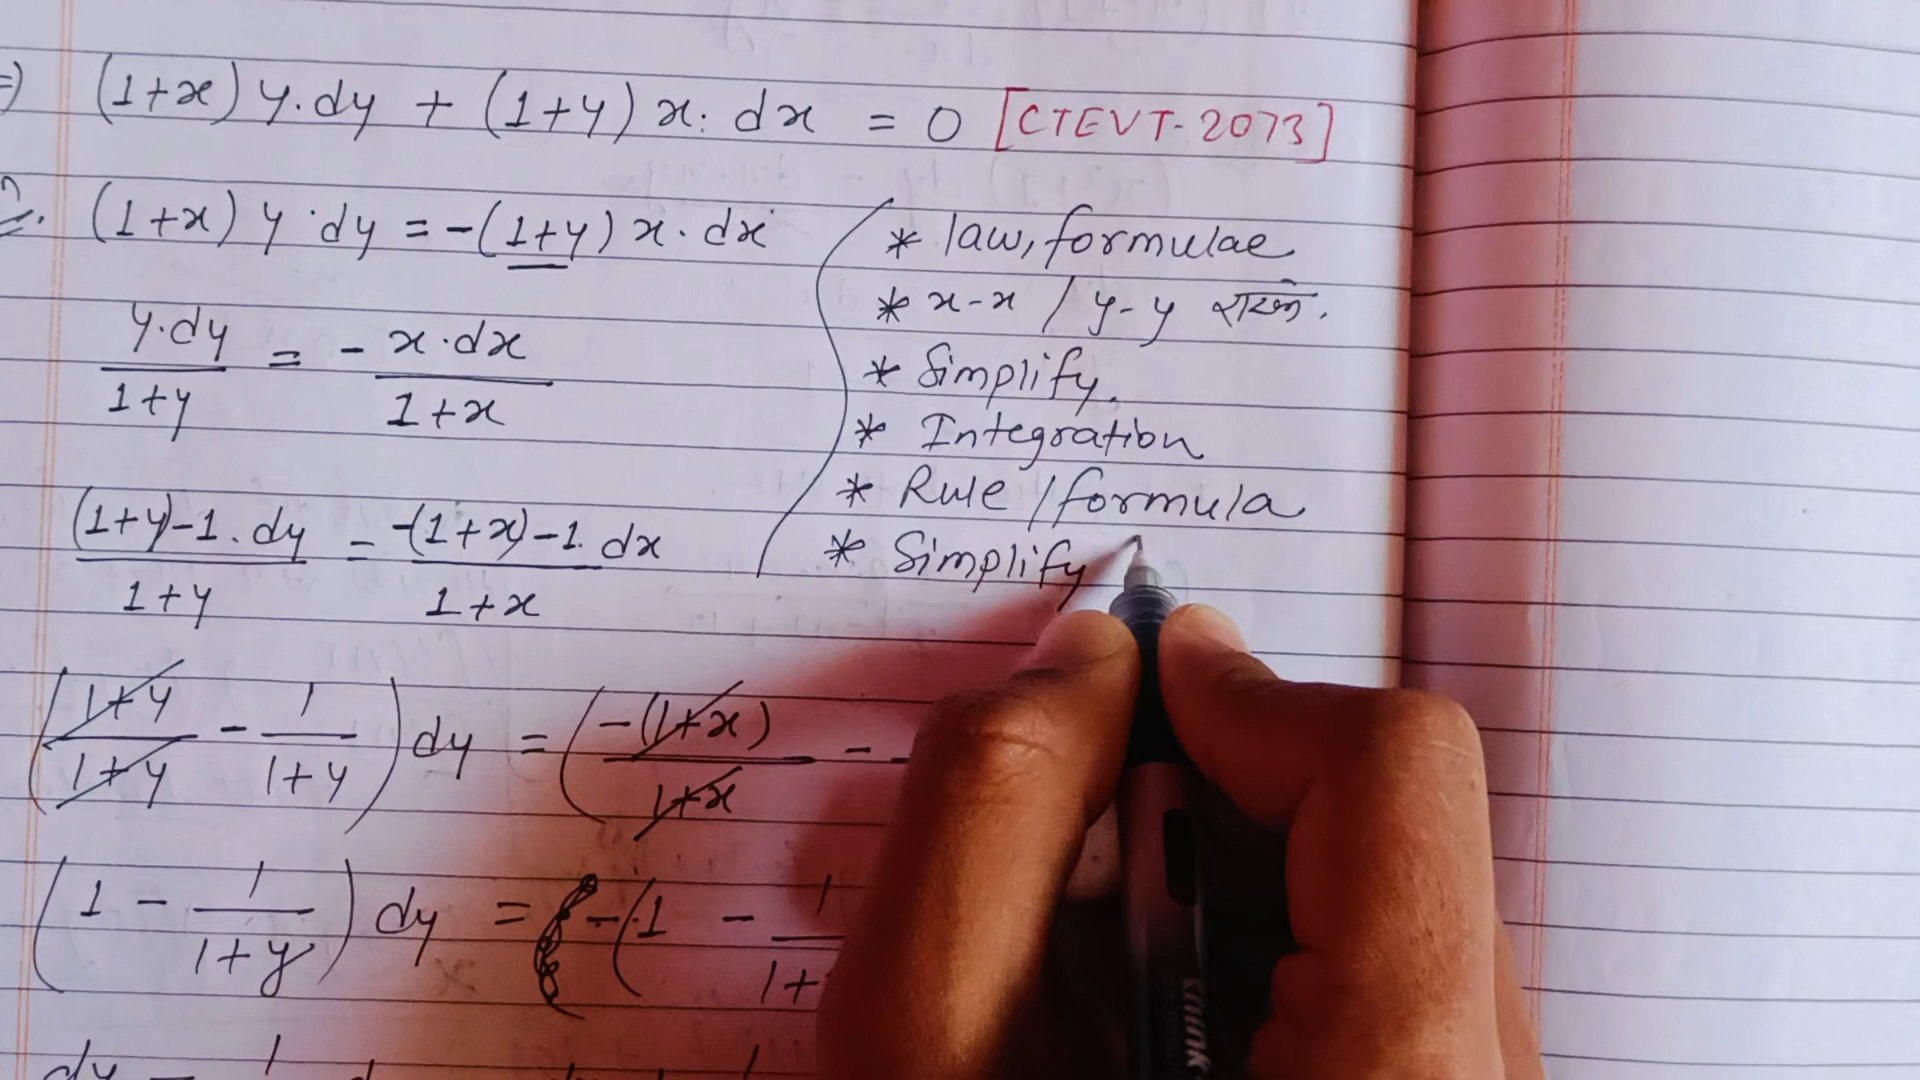 =) (1+x) y.dy + (1+y) x. dx = 0 [CTEVT-2073]
(1+x) y.dy = -(1+y) x.dx
y.dy / 1+y = - x.dx / 1+x
(1+y)-1.dy / 1+y = -(1+x)-1.dx / 1+x
(1+y / 1+y - 1 / 1+y) dy = (-(1+x) / 1+x -
(1 - 1 / 1+y) dy = -(1 - 1 / 1+
dy - 1
* law, formulae
* x-x / y-y राख्ने.
* Simplify.
* Integration
* Rule / formula
* Simplify